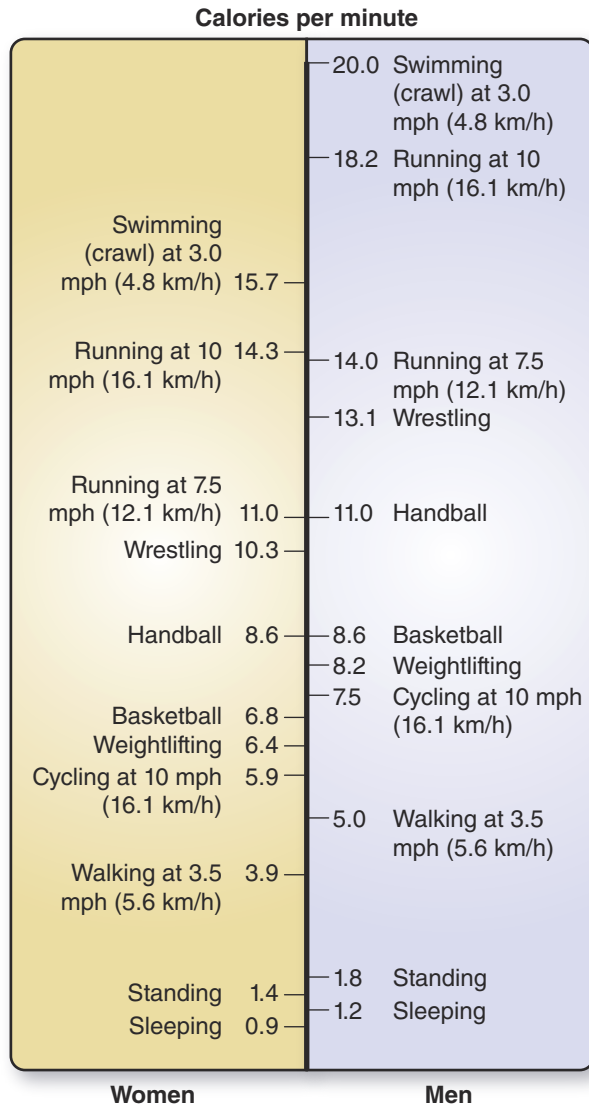 Calories per minute
20.0 Swimming
(crawl) at 3.0
mph (4.8 km/h)
18.2 Running at 10
mph (16.1 km/h)
Swimming
(crawl) at 3.0
mph (4.8 km/h) 15.7
Running at 10 14.3
mph (16.1 km/h)
14.0 Running at 7.5
mph (12.1 km/h)
13.1 Wrestling
Running at 7.5
mph (12.1 km/h) 11.0
11.0 Handball
Wrestling 10.3
Handball 8.6
8.6 Basketball
8.2 Weightlifting
7.5 Cycling at 10 mph
(16.1 km/h)
Basketball 6.8
Weightlifting 6.4
Cycling at 10 mph 5.9
(16.1 km/h)
5.0 Walking at 3.5
mph (5.6 km/h)
Walking at 3.5 3.9
mph (5.6 km/h)
1.8 Standing
Standing 1.4
1.2 Sleeping
Sleeping 0.9
Women
Men